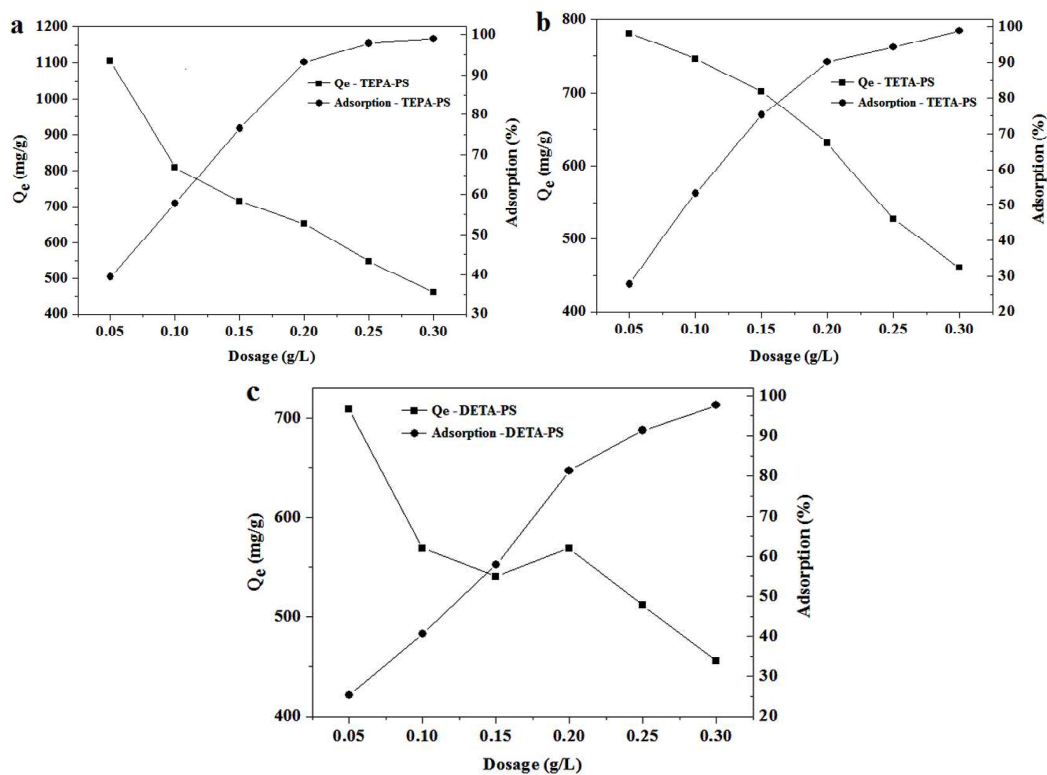 a
1200
1100
1000
900
800
700
600
500
400
Qe (mg/g)
100
90
80
70
60
50
40
30
Adsorption (%)
Qe - TEPA-PS
Adsorption - TEPA-PS
0.05 0.10 0.15 0.20 0.25 0.30
Dosage (g/L)
b
800
700
600
500
400
Qe (mg/g)
100
90
80
70
60
50
40
30
20
Adsorption (%)
Qe - TETA-PS
Adsorption - TETA-PS
0.05 0.10 0.15 0.20 0.25 0.30
Dosage (g/L)
c
700
600
500
400
Qe (mg/g)
100
90
80
70
60
50
40
30
20
Adsorption (%)
Qe - DETA-PS
Adsorption - DETA-PS
0.05 0.10 0.15 0.20 0.25 0.30
Dosage (g/L)